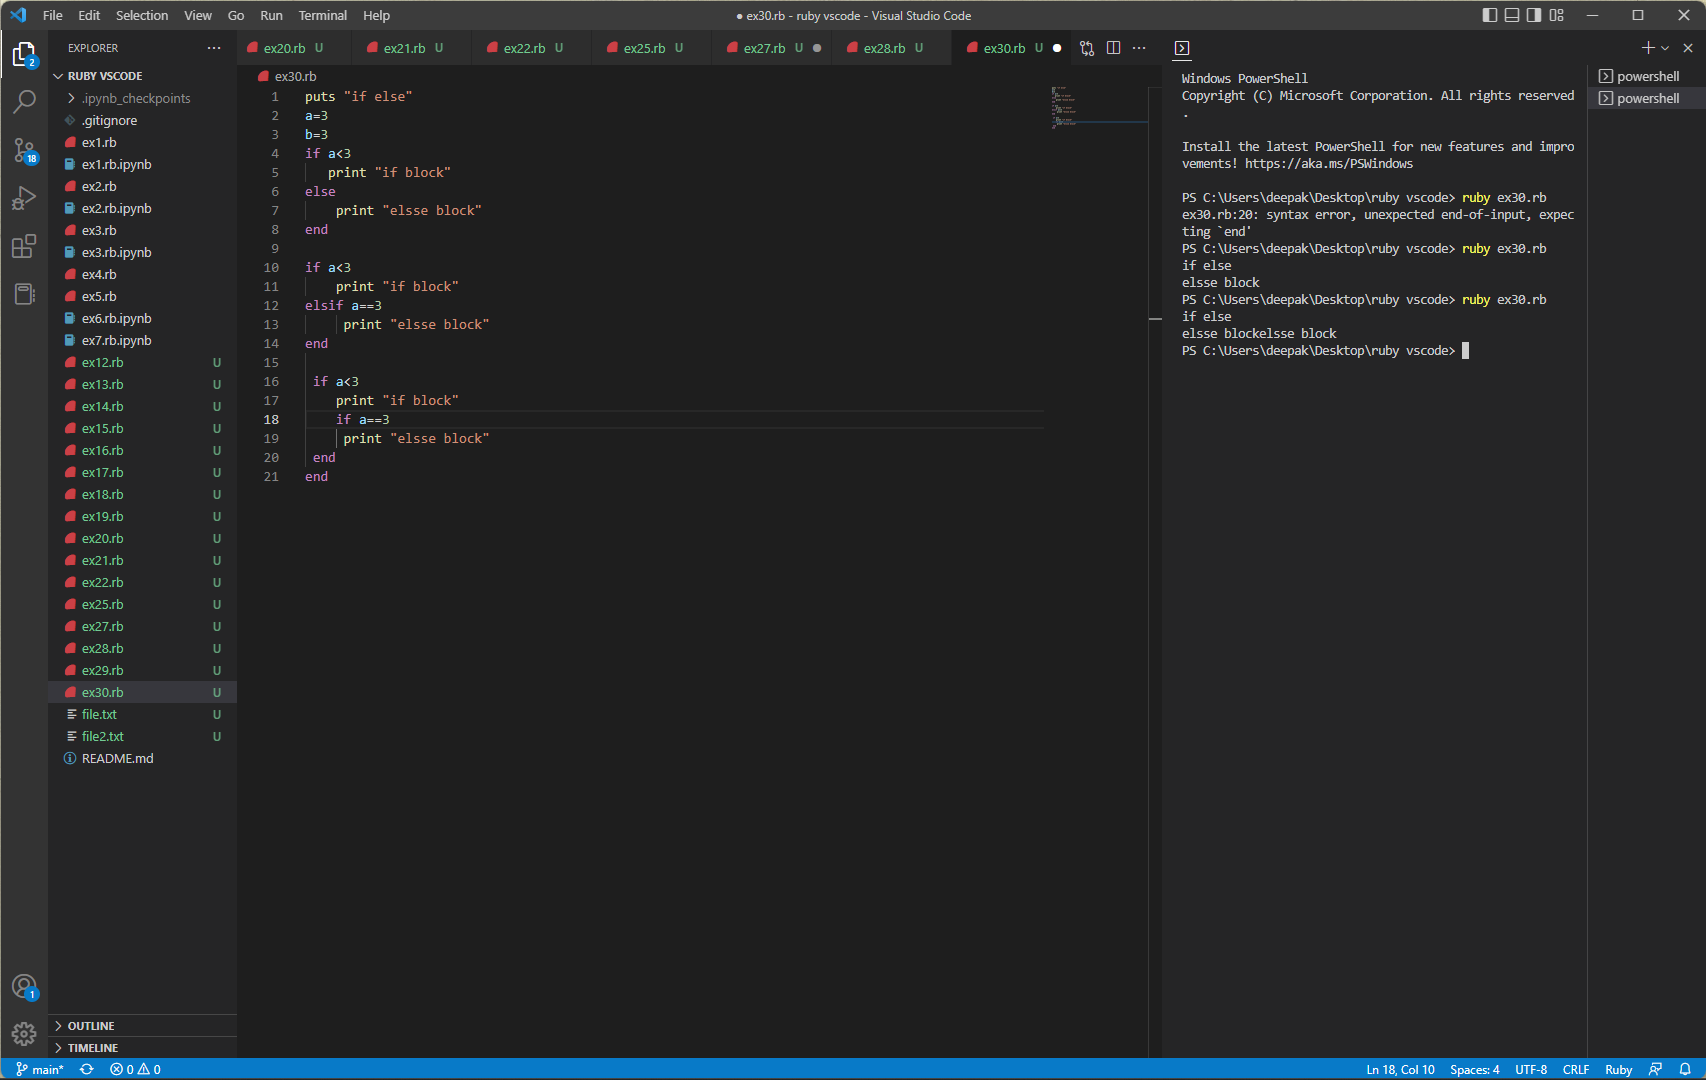 File Edit Selection View Go Run Terminal Help
● ex30.rb - ruby vscode - Visual Studio Code
EXPLORER
ex20.rb U
ex21.rb U
ex22.rb U
ex25.rb U
ex27.rb U
ex28.rb U
ex30.rb U
2
18
1
RUBY VSCODE
.ipynb_checkpoints
.gitignore
ex1.rb
ex1.rb.ipynb
ex2.rb
ex2.rb.ipynb
ex3.rb
ex3.rb.ipynb
ex4.rb
ex5.rb
ex6.rb.ipynb
ex7.rb.ipynb
ex12.rb U
ex13.rb U
ex14.rb U
ex15.rb U
ex16.rb U
ex17.rb U
ex18.rb U
ex19.rb U
ex20.rb U
ex21.rb U
ex22.rb U
ex25.rb U
ex27.rb U
ex28.rb U
ex29.rb U
ex30.rb U
file.txt U
file2.txt U
README.md
OUTLINE
TIMELINE
ex30.rb
1 puts "if else"
2 a=3
3 b=3
4 if a<3
5 print "if block"
6 else
7 print "elsse block"
8 end
9
10 if a<3
11 print "if block"
12 elsif a==3
13 print "elsse block"
14 end
15
16 if a<3
17 print "if block"
18 if a==3
19 print "elsse block"
20 end
21 end
Windows PowerShell
Copyright (C) Microsoft Corporation. All rights reserved
.
Install the latest PowerShell for new features and impro
vements! https://aka.ms/PSWindows
PS C:\Users\deepak\Desktop\ruby vscode> ruby ex30.rb
ex30.rb:20: syntax error, unexpected end-of-input, expec
ting `end'
PS C:\Users\deepak\Desktop\ruby vscode> ruby ex30.rb
if else
elsse block
PS C:\Users\deepak\Desktop\ruby vscode> ruby ex30.rb
if else
elsse blockelsse block
PS C:\Users\deepak\Desktop\ruby vscode>
powershell
powershell
main* 0 0
Ln 18, Col 10 Spaces: 4 UTF-8 CRLF Ruby